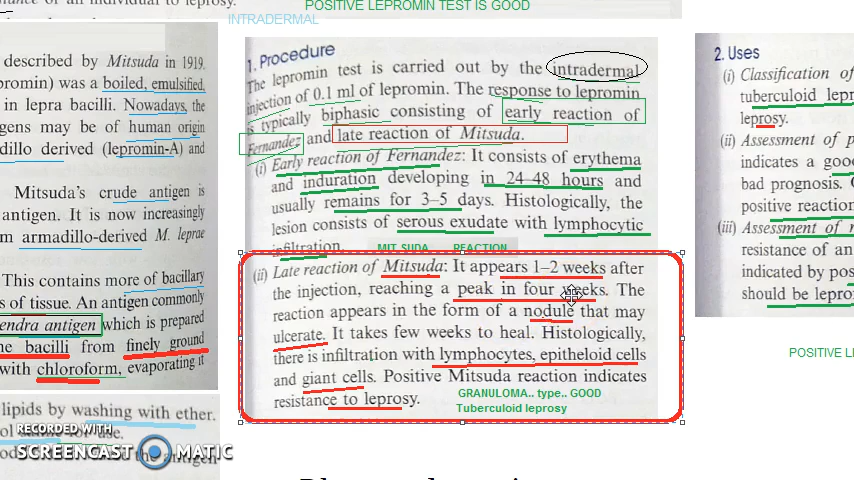 POSITIVE LEPROMIN TEST IS GOOD
INTRADERMAL
described by Mitsuda in 1919.
promin) was a boiled, emulsified,
in lepra bacilli. Nowadays, the
gens may be of human origin
dillo derived (lepromin-A) and
Mitsuda's crude antigen is
antigen. It is now increasingly
m armadillo-derived M. leprae
This contains more of bacillary
s of tissue. An antigen commonly
endra antigen which is prepared
ne bacilli from finely ground
with chloroform, evaporating it
lipids by washing with ether.
for use.
the antigen
RECORDED WITH
SCREENCAST MATIC
1. Procedure
The lepromin test is carried out by the intradermal
injection of 0.1 ml of lepromin. The response to lepromin
is typically biphasic consisting of early reaction of
Fernandez and late reaction of Mitsuda.
(i) Early reaction of Fernandez: It consists of erythema
and induration developing in 24–48 hours and
usually remains for 3–5 days. Histologically, the
lesion consists of serous exudate with lymphocytic
infiltration.
MIT SUDA REACTION
(ii) Late reaction of Mitsuda: It appears 1–2 weeks after
the injection, reaching a peak in four weeks. The
reaction appears in the form of a nodule that may
ulcerate. It takes few weeks to heal. Histologically,
there is infiltration with lymphocytes, epitheloid cells
and giant cells. Positive Mitsuda reaction indicates
resistance to leprosy.
GRANULOMA.. type.. GOOD
Tuberculoid leprosy
2. Uses
(i) Classification of
tuberculoid lepr
leprosy.
(ii) Assessment of p
indicates a good
bad prognosis.
positive reaction
(iii) Assessment of r
resistance of an
indicated by pos
should be lepro
POSITIVE L